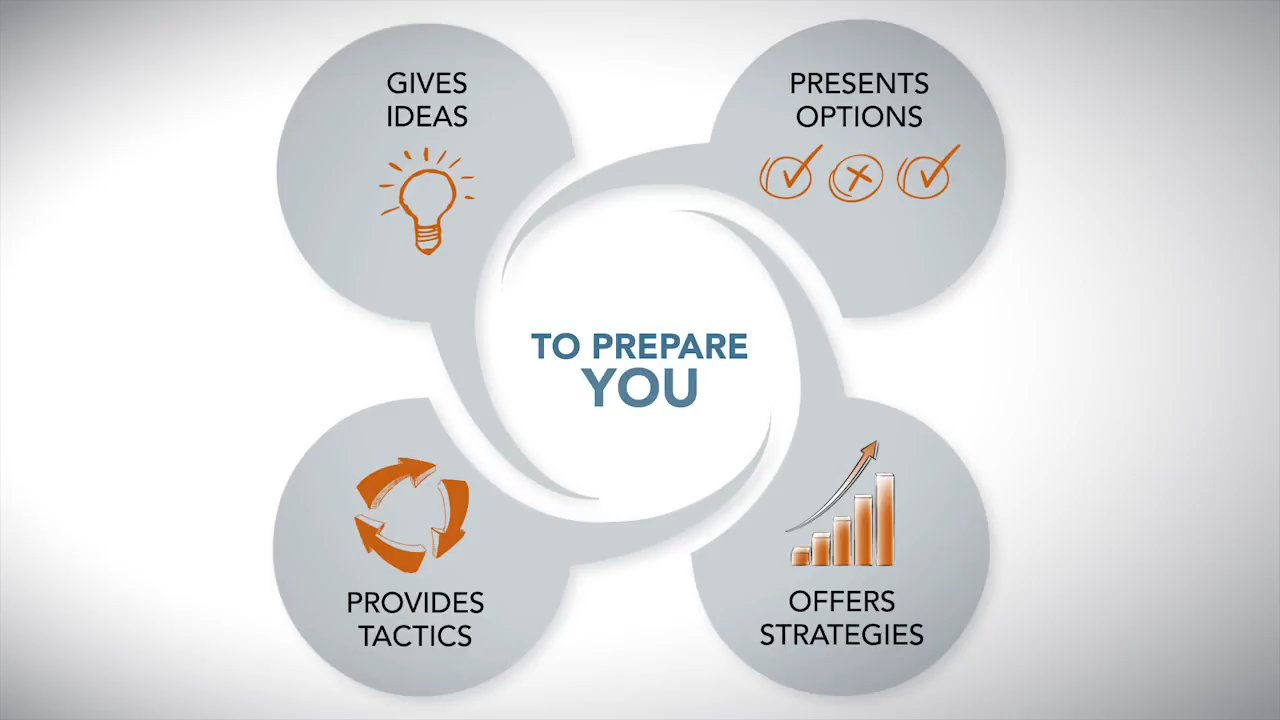 GIVES
IDEAS
PRESENTS
OPTIONS
TO PREPARE
YOU
PROVIDES
TACTICS
OFFERS
STRATEGIES